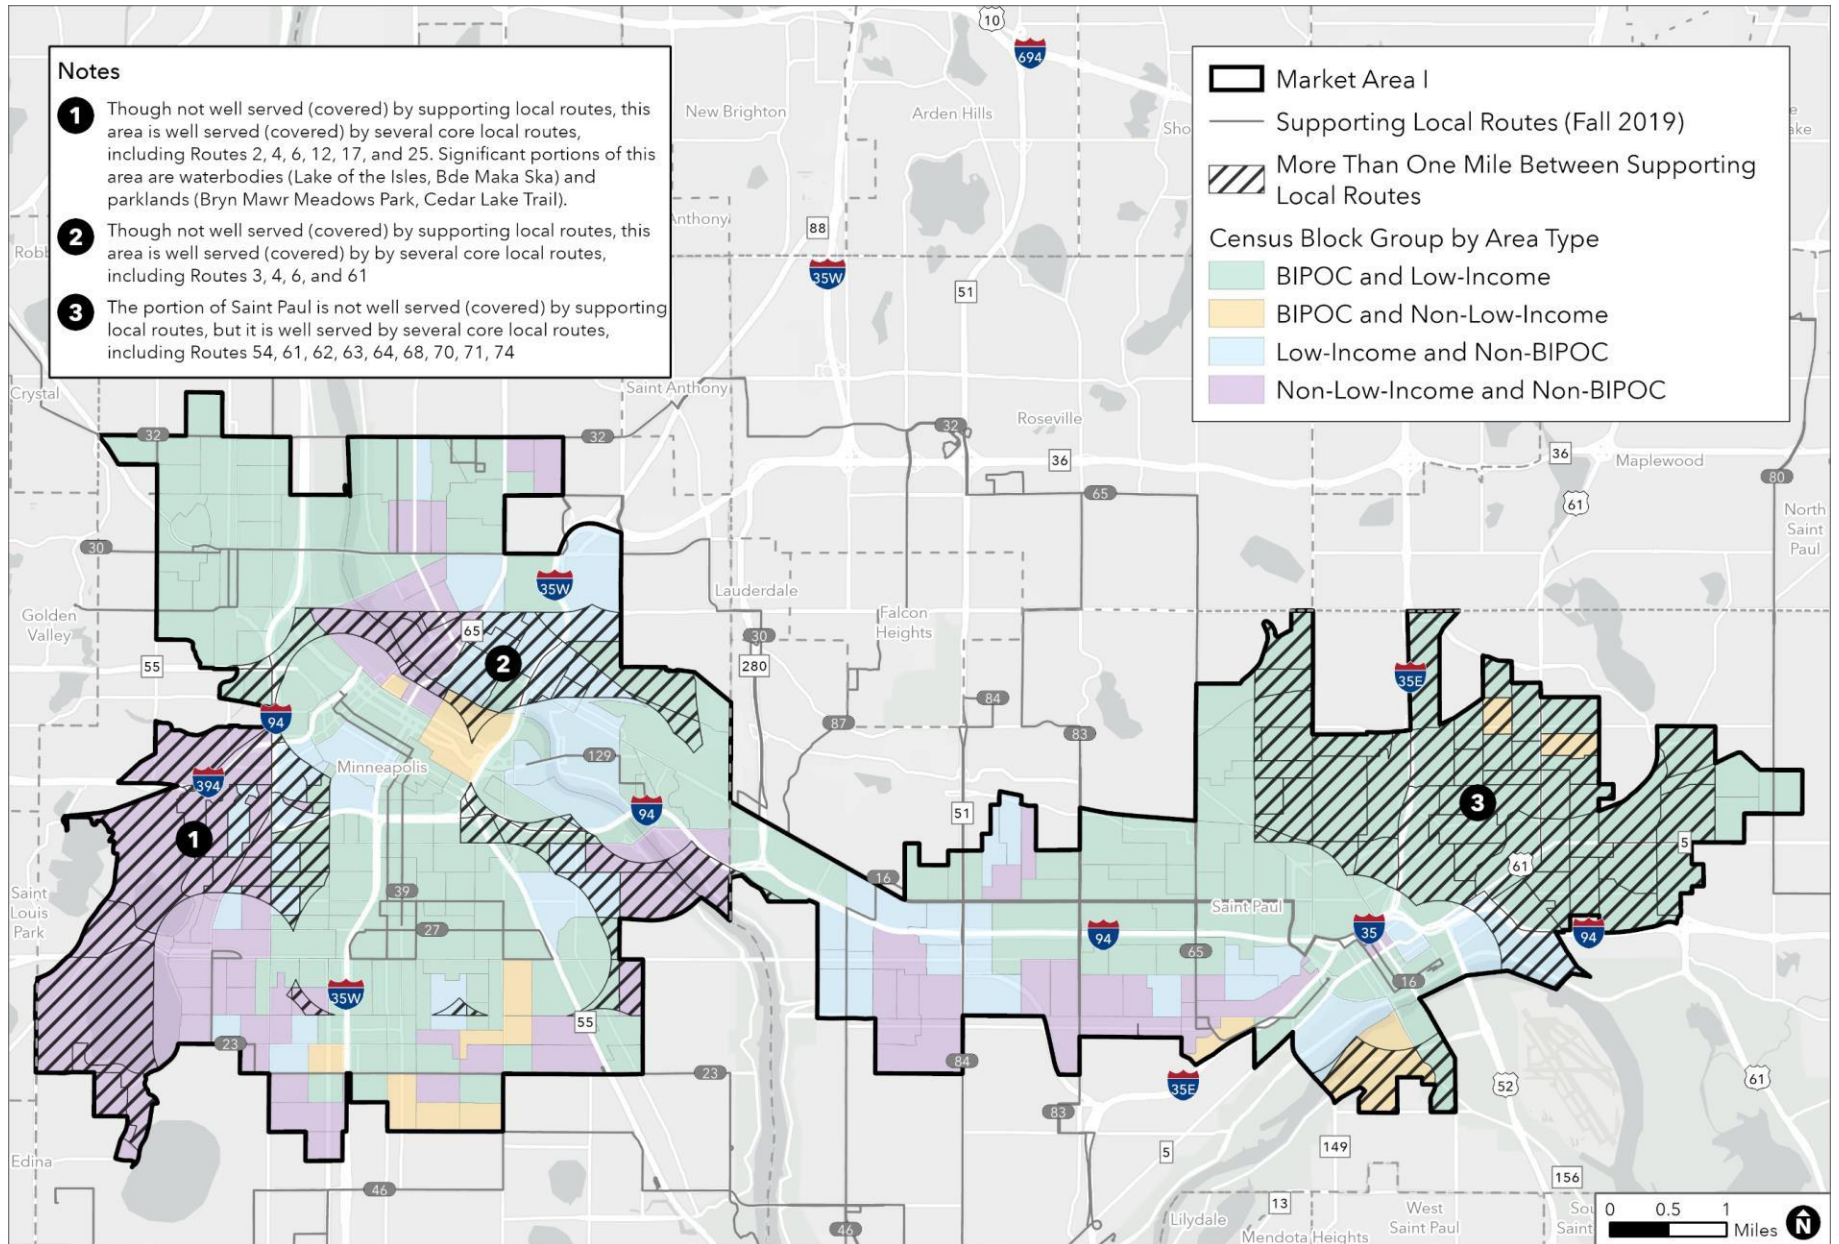 Notes
1
Though not well served (covered) by supporting local routes, this
area is well served (covered) by several core local routes,
including Routes 2, 4, 6, 12, 17, and 25. Significant portions of this
area are waterbodies (Lake of the Isles, Bde Maka Ska) and
parklands (Bryn Mawr Meadows Park, Cedar Lake Trail).
2
Though not well served (covered) by supporting local routes, this
area is well served (covered) by by several core local routes,
including Routes 3, 4, 6, and 61
3
The portion of Saint Paul is not well served (covered) by supporting
local routes, but it is well served by several core local routes,
including Routes 54, 61, 62, 63, 64, 68, 70, 71, 74
Market Area I
Supporting Local Routes (Fall 2019)
More Than One Mile Between Supporting
Local Routes
Census Block Group by Area Type
BIPOC and Low-Income
BIPOC and Non-Low-Income
Low-Income and Non-BIPOC
Non-Low-Income and Non-BIPOC
10
694
New Brighton
Arden Hills
Sho
ake
Anthony
88
Robb
35W
51
Crystal
Saint Anthony
Roseville
32
32
32
36
36
Maplewood
80
65
61
North
Saint
Paul
30
35W
Lauderdale
Golden
Valley
Falcon
Heights
65
30
55
2
280
35E
84
94
87
83
129
Minneapolis
394
94
51
3
1
5
61
16
39
Saint
Louis
Park
Saint Paul
27
94
35
94
65
16
35W
55
23
23
84
35E
52
61
83
5
149
Edina
156
46
13
West
Saint Paul
Sou
Saint
Lilydale
46
Mendota Heights
0 0.5 1
Miles
N